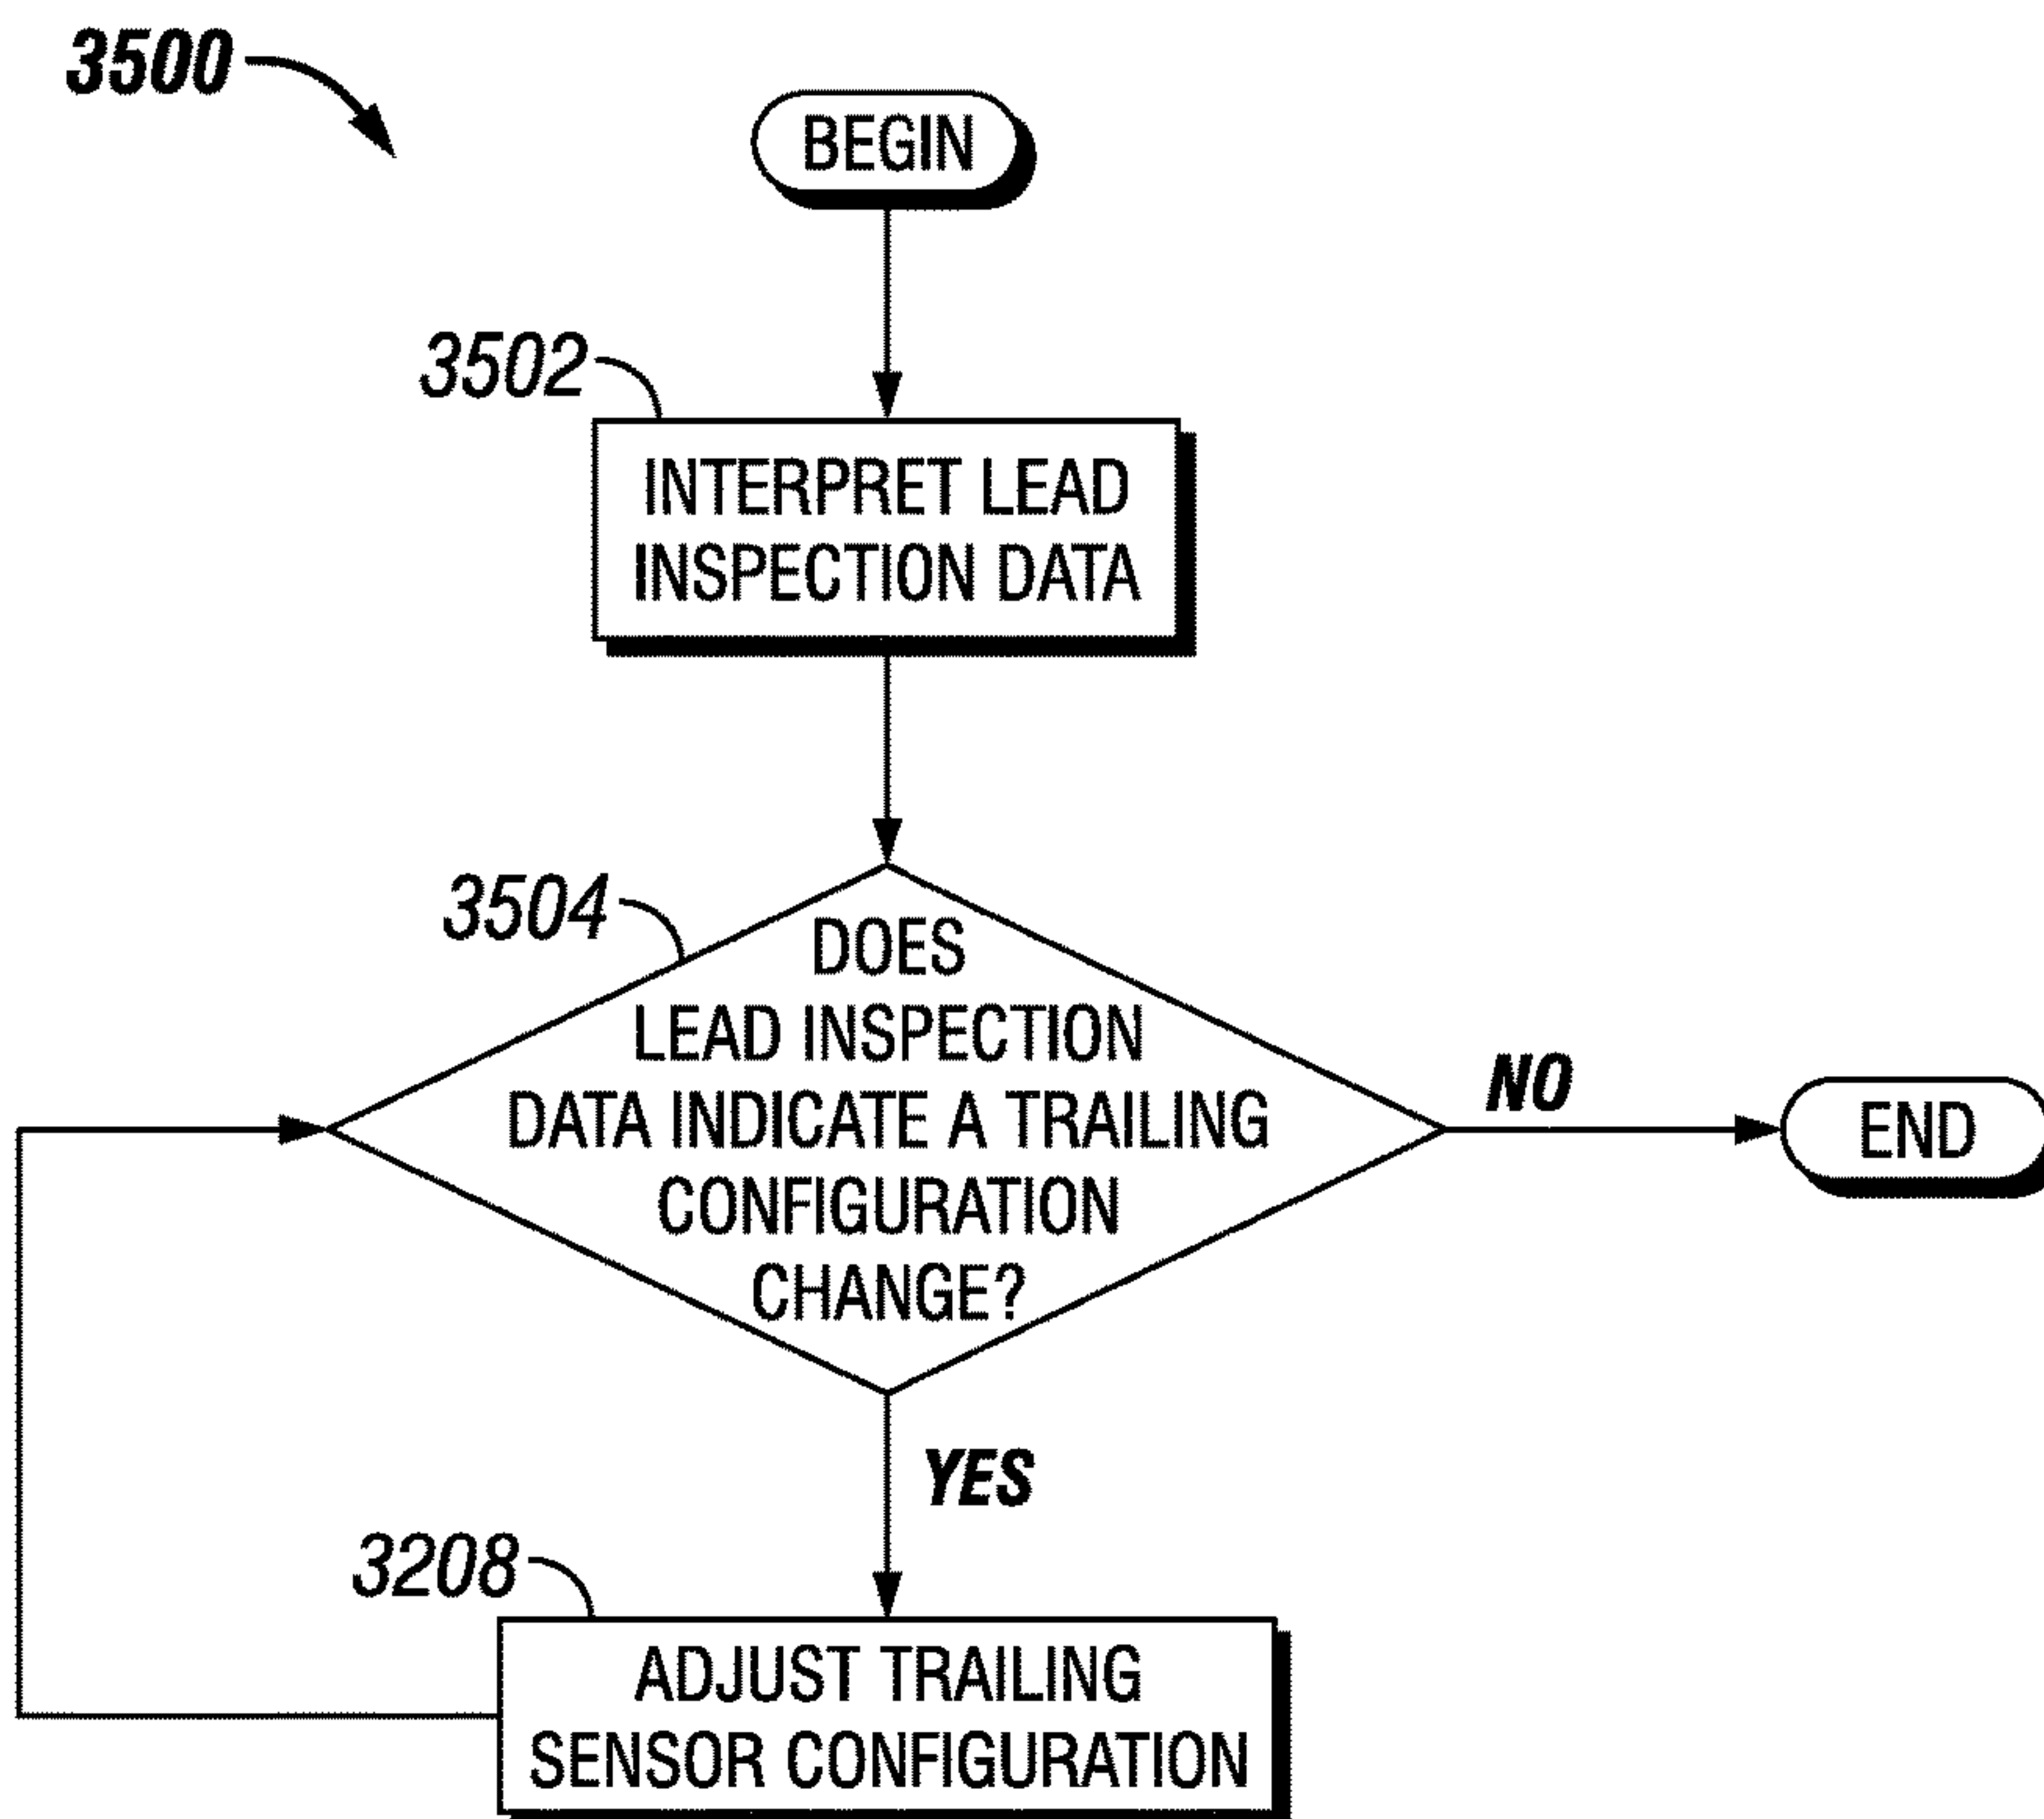 3500
BEGIN
3502
INTERPRET LEAD
INSPECTION DATA
3504
DOES
LEAD INSPECTION
DATA INDICATE A TRAILING
CONFIGURATION
CHANGE?
NO
END
YES
3208
ADJUST TRAILING
SENSOR CONFIGURATION